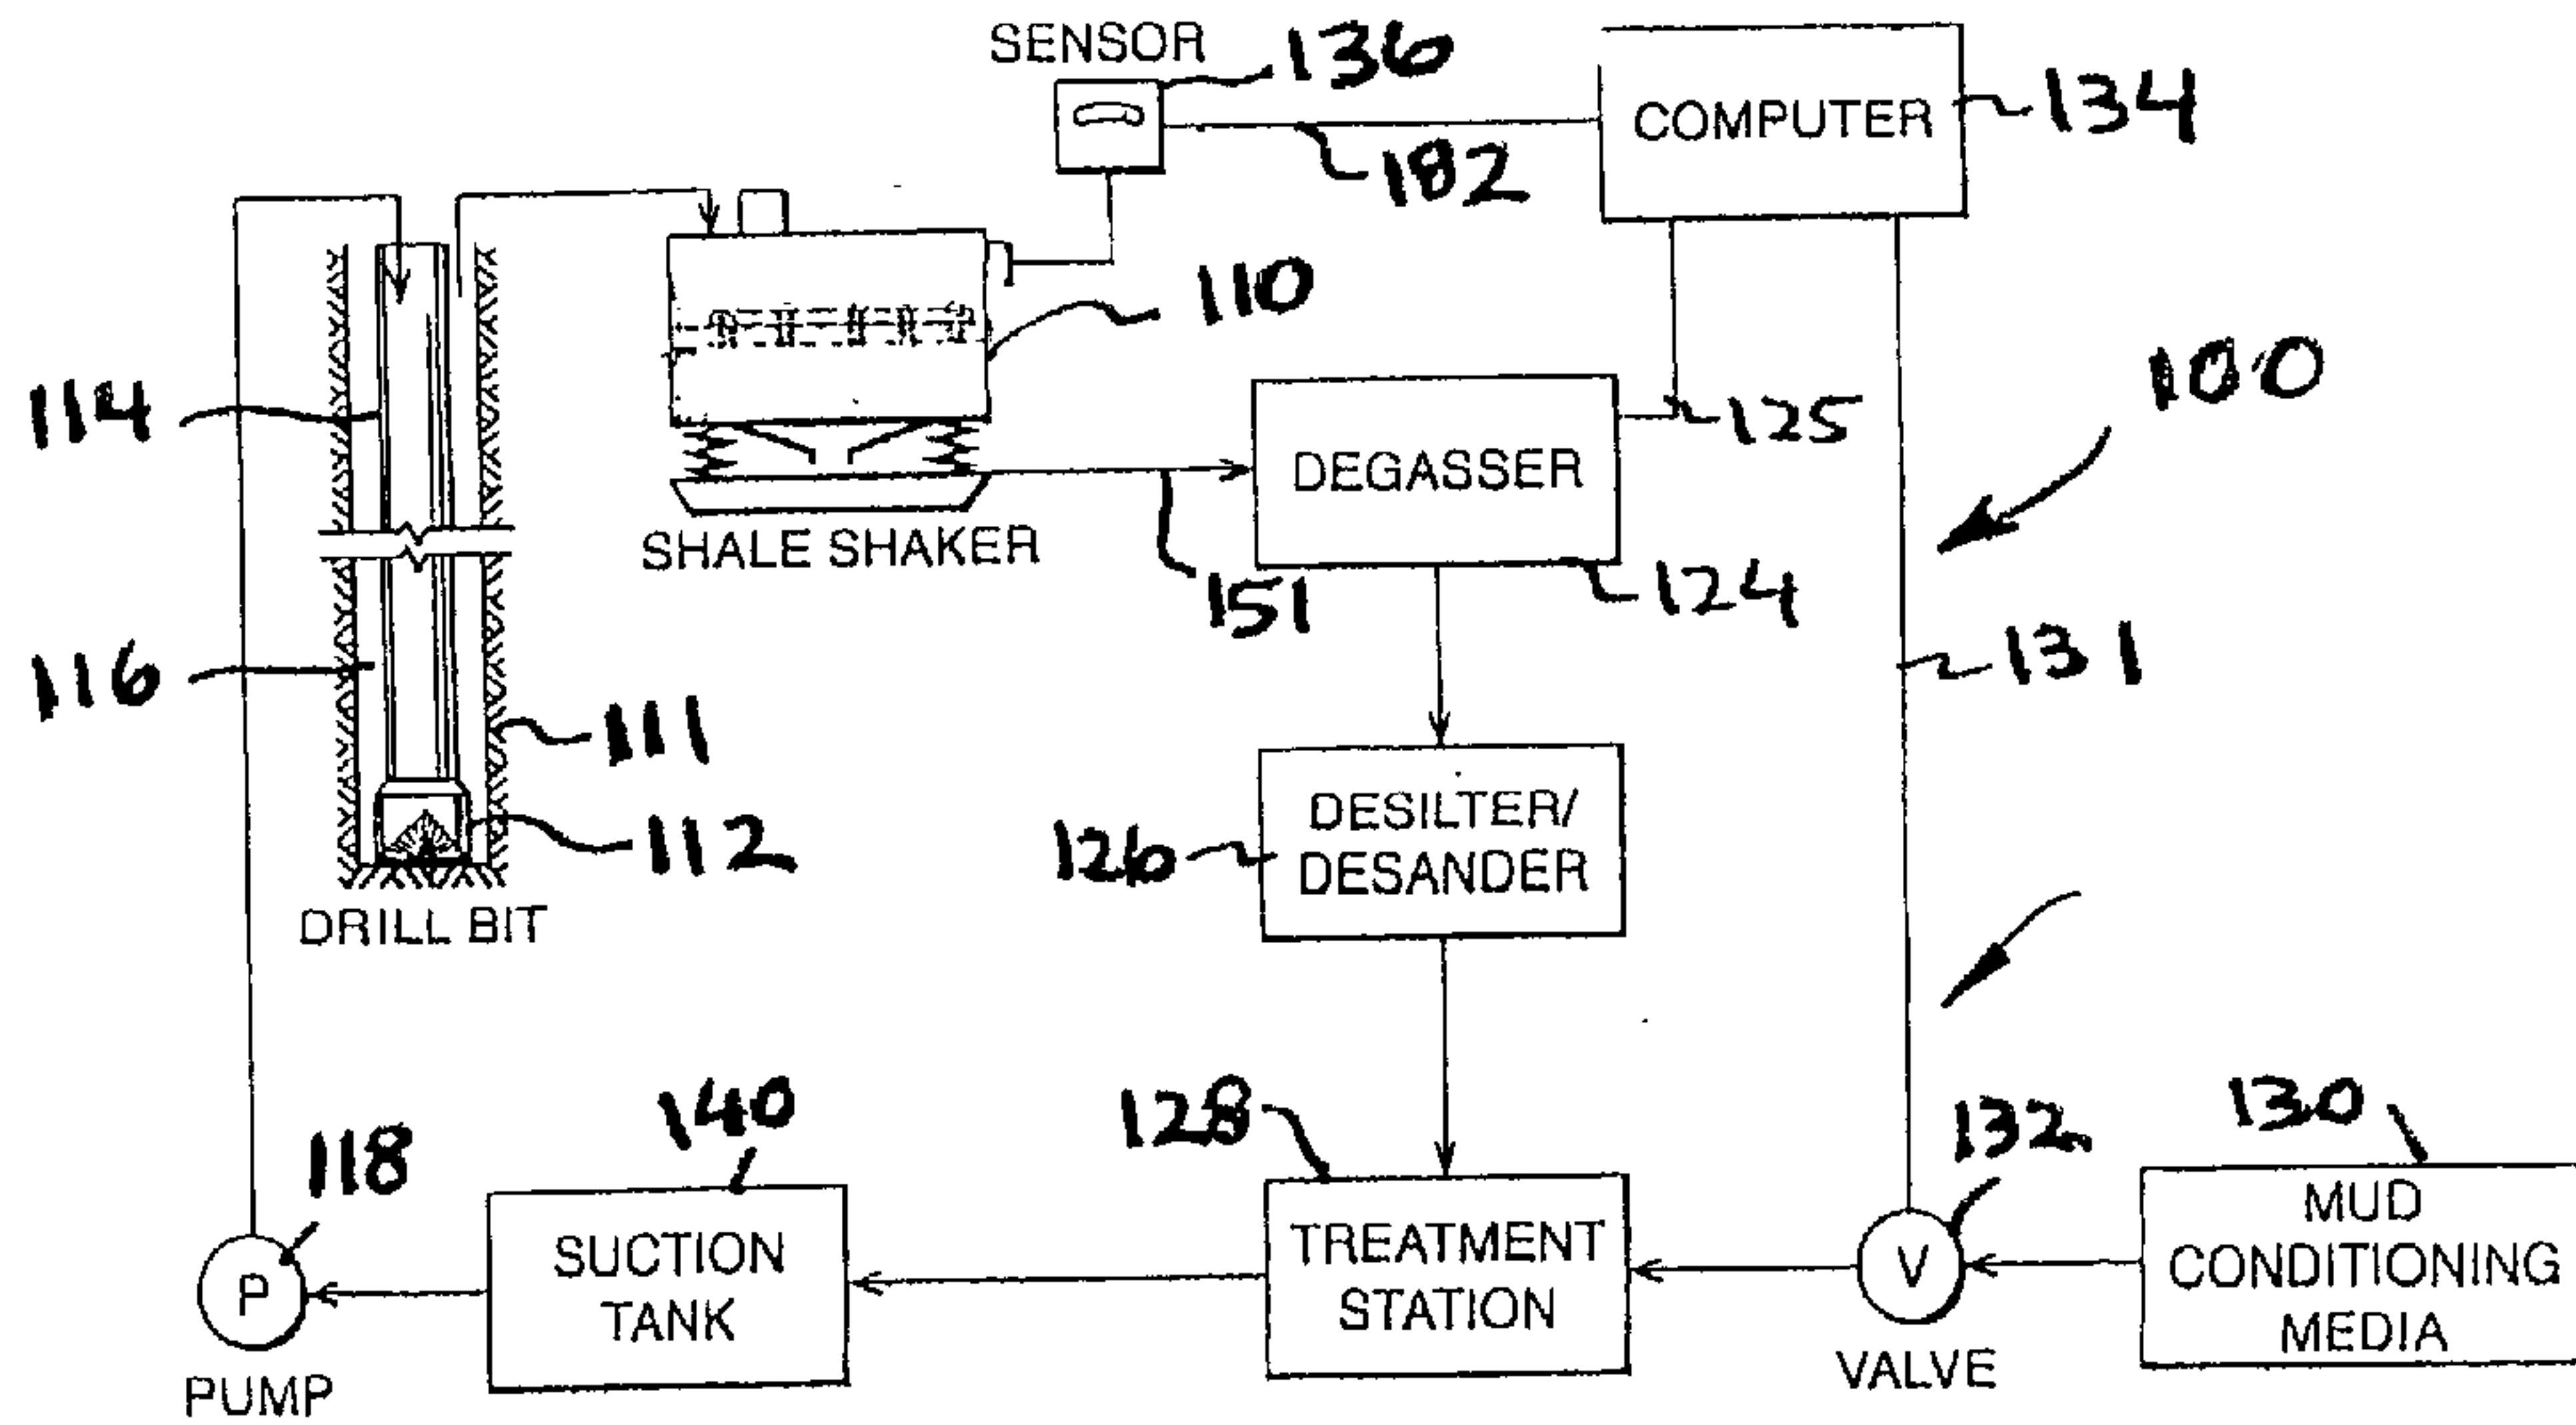 SENSOR
136
COMPUTER
134
182
110
100
114
DEGASSER
125
SHALE SHAKER
151
124
116
131
111
DESILTER/
DESANDER
126
112
DRILL BIT
140
128
132
130
118
MUD
CONDITIONING
MEDIA
SUCTION
TANK
TREATMENT
STATION
V
P
VALVE
PUMP